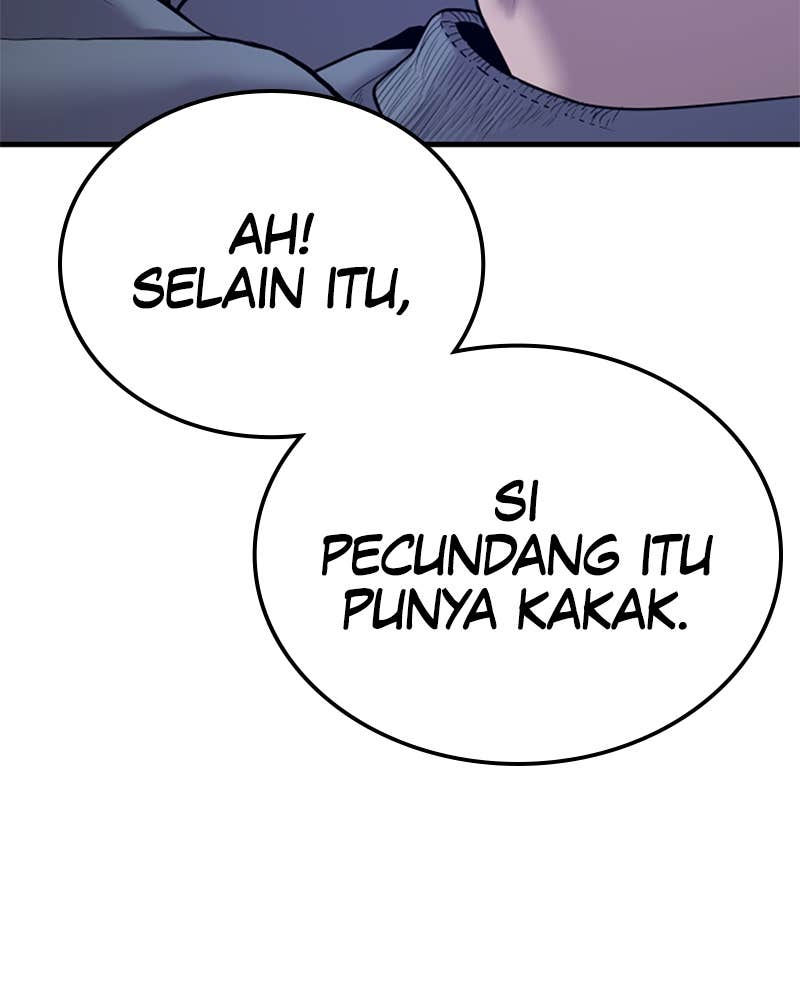 AH!
SELAIN ITU,
SI
PECUNDANG ITU
PUNYA KAKAK.